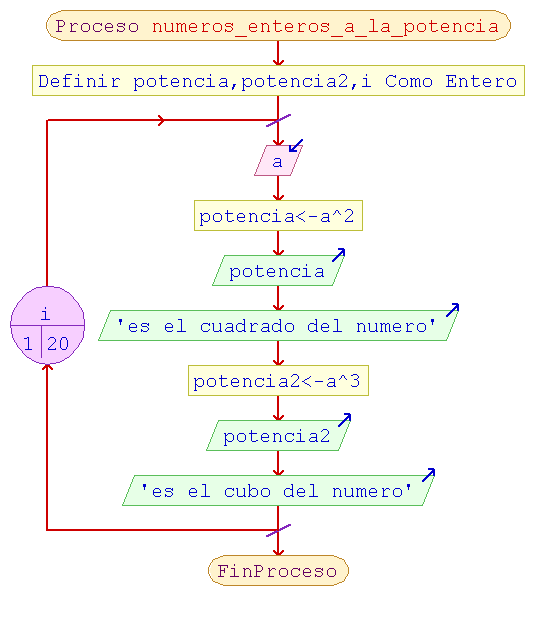 Proceso numeros_enteros_a_la_potencia
Definir potencia,potencia2,i Como Entero
a
potencia<-a^2
potencia
'es el cuadrado del numero'
i
1 20
potencia2<-a^3
potencia2
'es el cubo del numero'
FinProceso